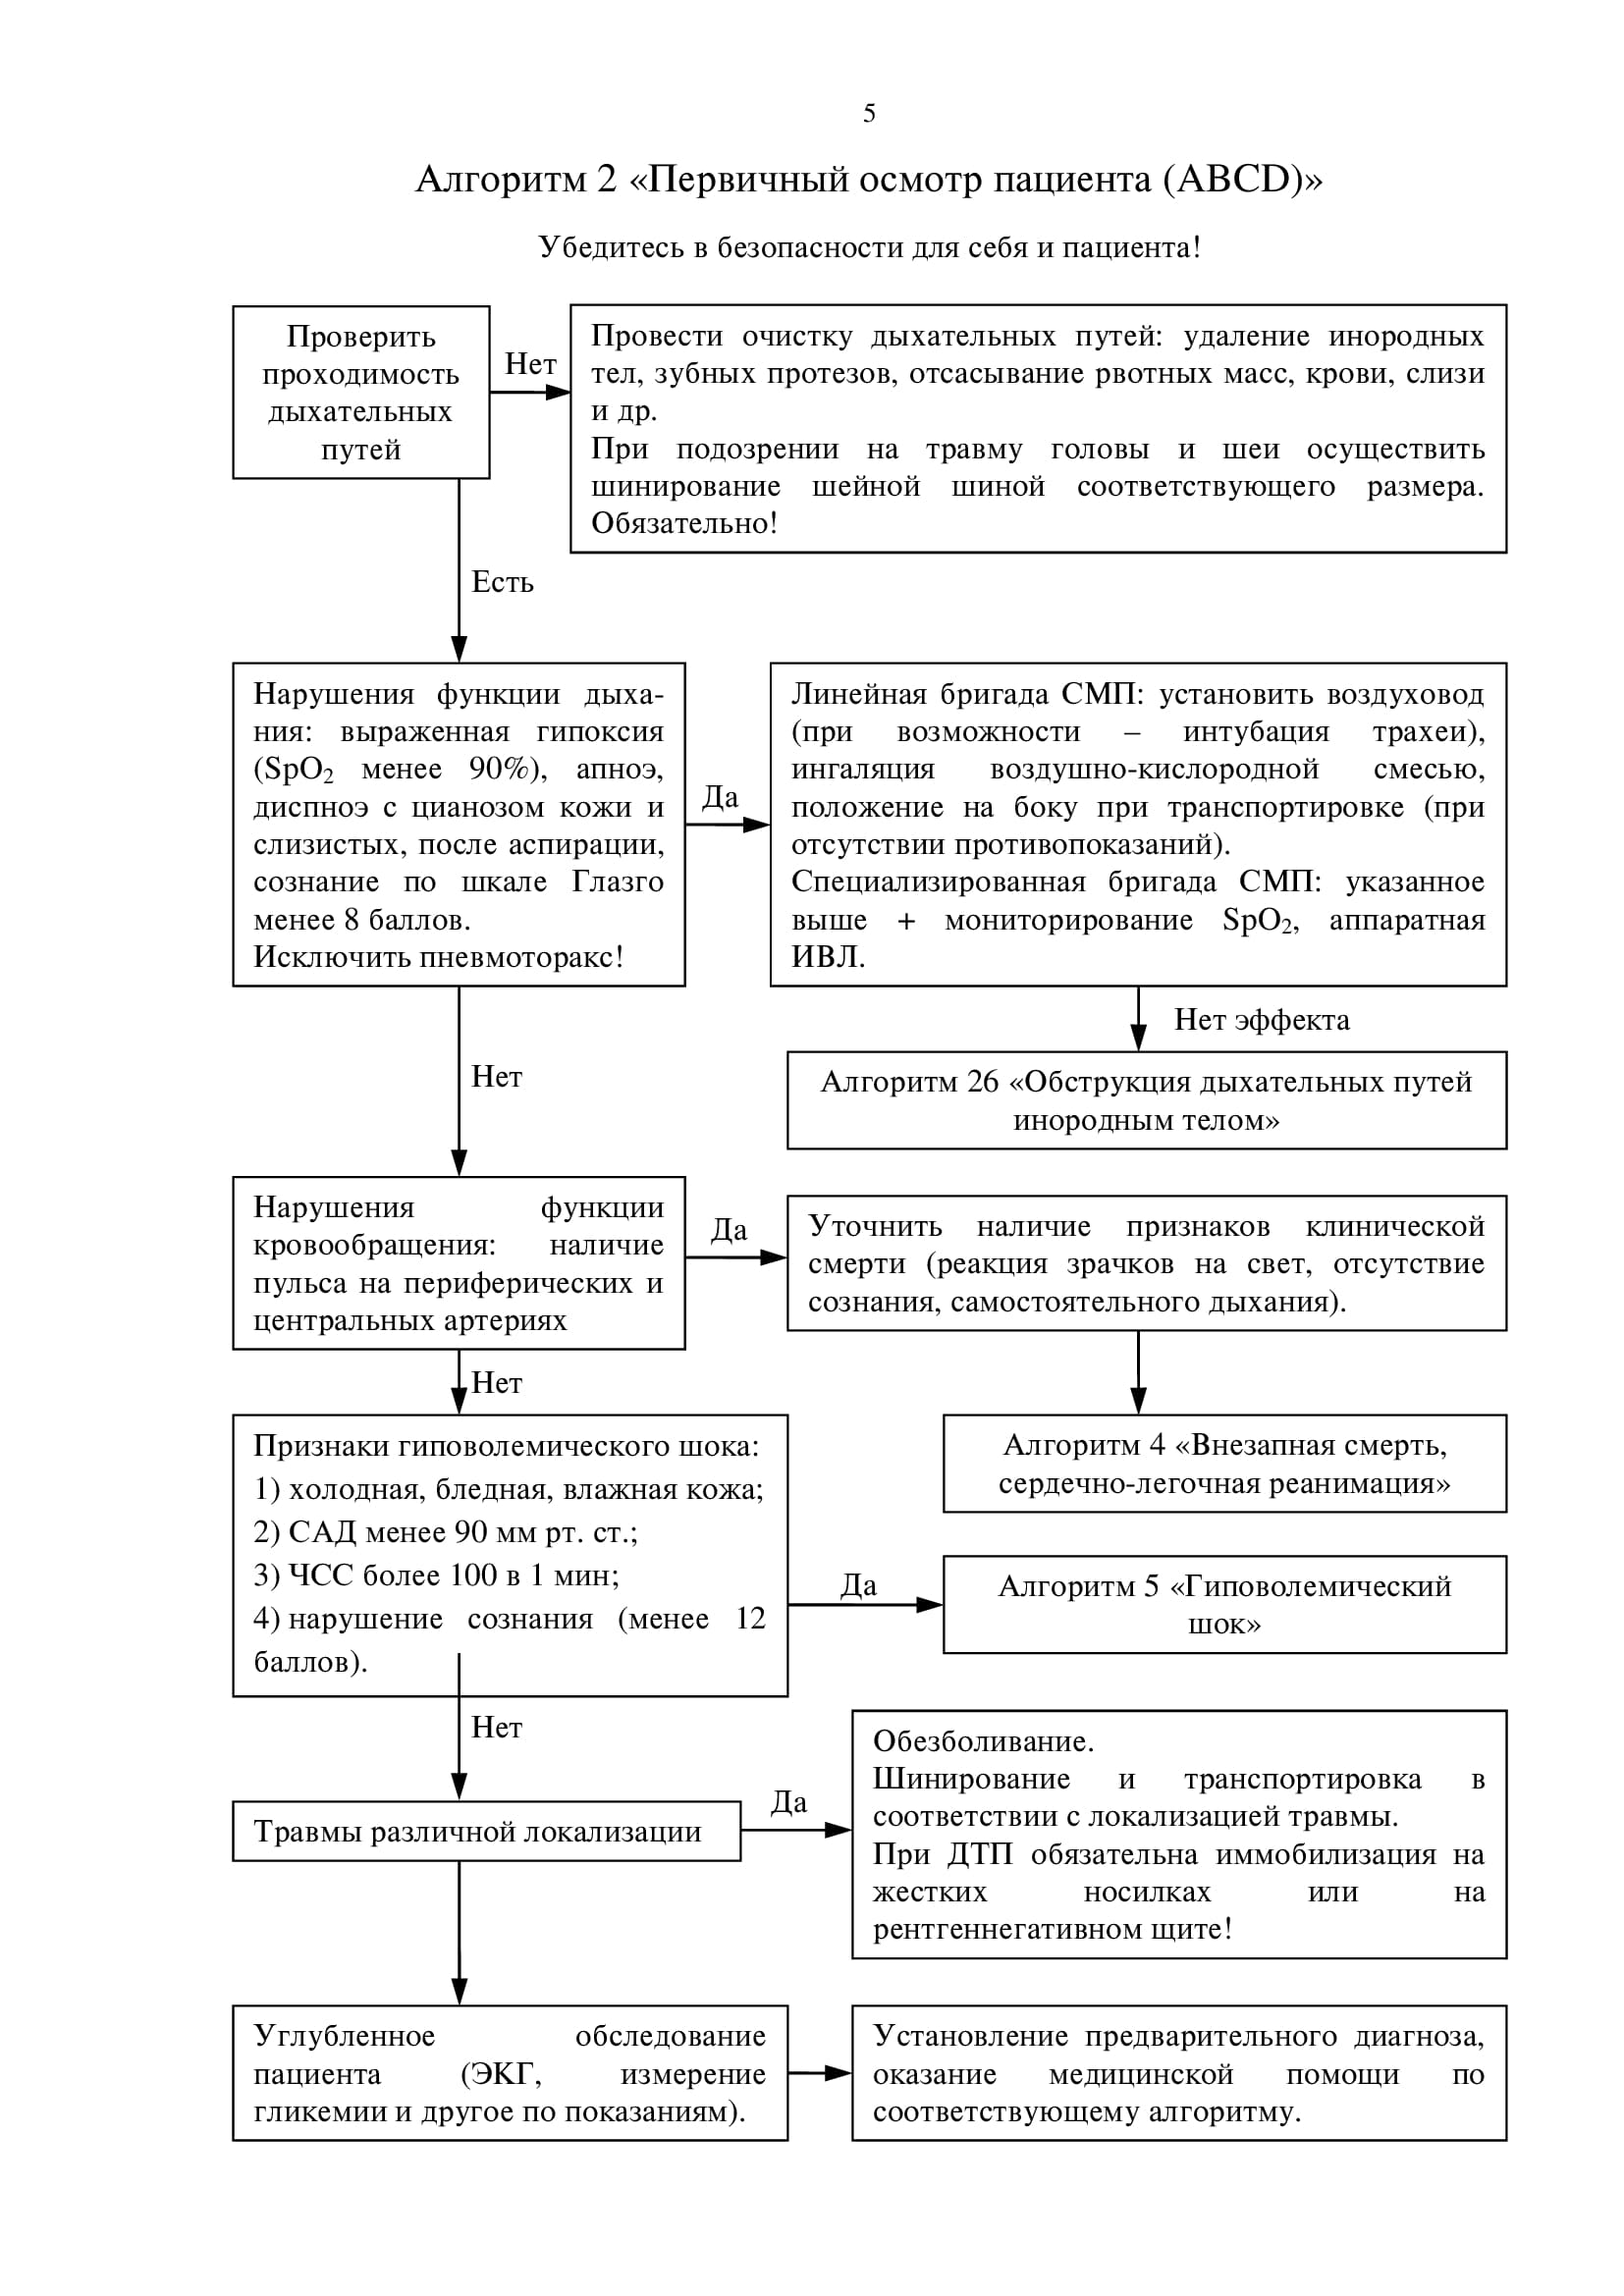 5
Алгоритм 2 «Первичный осмотр пациента (ABCD)»
Убедитесь в безопасности для себя и пациента!
Проверить
проходимость
дыхательных
путей
Нет
Провести очистку дыхательных путей: удаление инородных
тел, зубных протезов, отсасывание рвотных масс, крови, слизи
и др.
При подозрении на травму головы и шеи осуществить
шинирование шейной шиной соответствующего размера.
Обязательно!
Есть
Нарушения функции дыха-
ния: выраженная гипоксия
(SpO₂ менее 90%), апноэ,
диспноэ с цианозом кожи и
слизистых, после аспирации,
сознание по шкале Глазго
менее 8 баллов.
Исключить пневмоторакс!
Да
Линейная бригада СМП: установить воздуховод
(при возможности – интубация трахеи),
ингаляция воздушно-кислородной смесью,
положение на боку при транспортировке (при
отсутствии противопоказаний).
Специализированная бригада СМП: указанное
выше + мониторирование SpO₂, аппаратная
ИВЛ.
Нет эффекта
Алгоритм 26 «Обструкция дыхательных путей
инородным телом»
Нет
Нарушения функции
кровообращения: наличие
пульса на периферических и
центральных артериях
Да
Уточнить наличие признаков клинической
смерти (реакция зрачков на свет, отсутствие
сознания, самостоятельного дыхания).
Нет
Алгоритм 4 «Внезапная смерть,
сердечно-легочная реанимация»
Признаки гиповолемического шока:
1) холодная, бледная, влажная кожа;
2) САД менее 90 мм рт. ст.;
3) ЧСС более 100 в 1 мин;
4) нарушение сознания (менее 12
баллов).
Да
Алгоритм 5 «Гиповолемический
шок»
Нет
Травмы различной локализации
Да
Обезболивание.
Шинирование и транспортировка в
соответствии с локализацией травмы.
При ДТП обязательна иммобилизация на
жестких носилках или на
рентгеннегативном щите!
Углубленное обследование
пациента (ЭКГ, измерение
гликемии и другое по показаниям).
Установление предварительного диагноза,
оказание медицинской помощи по
соответствующему алгоритму.